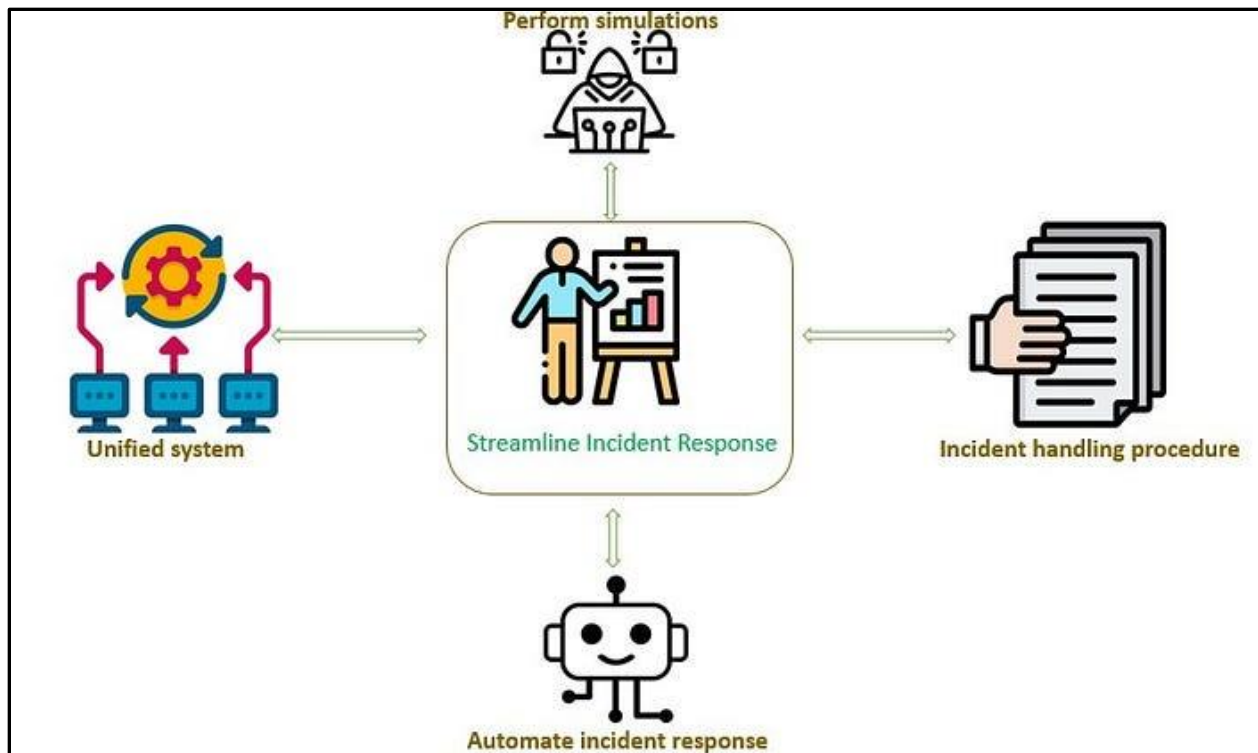 Perform simulations
Unified system
Streamline Incident Response
Incident handling procedure
Automate incident response